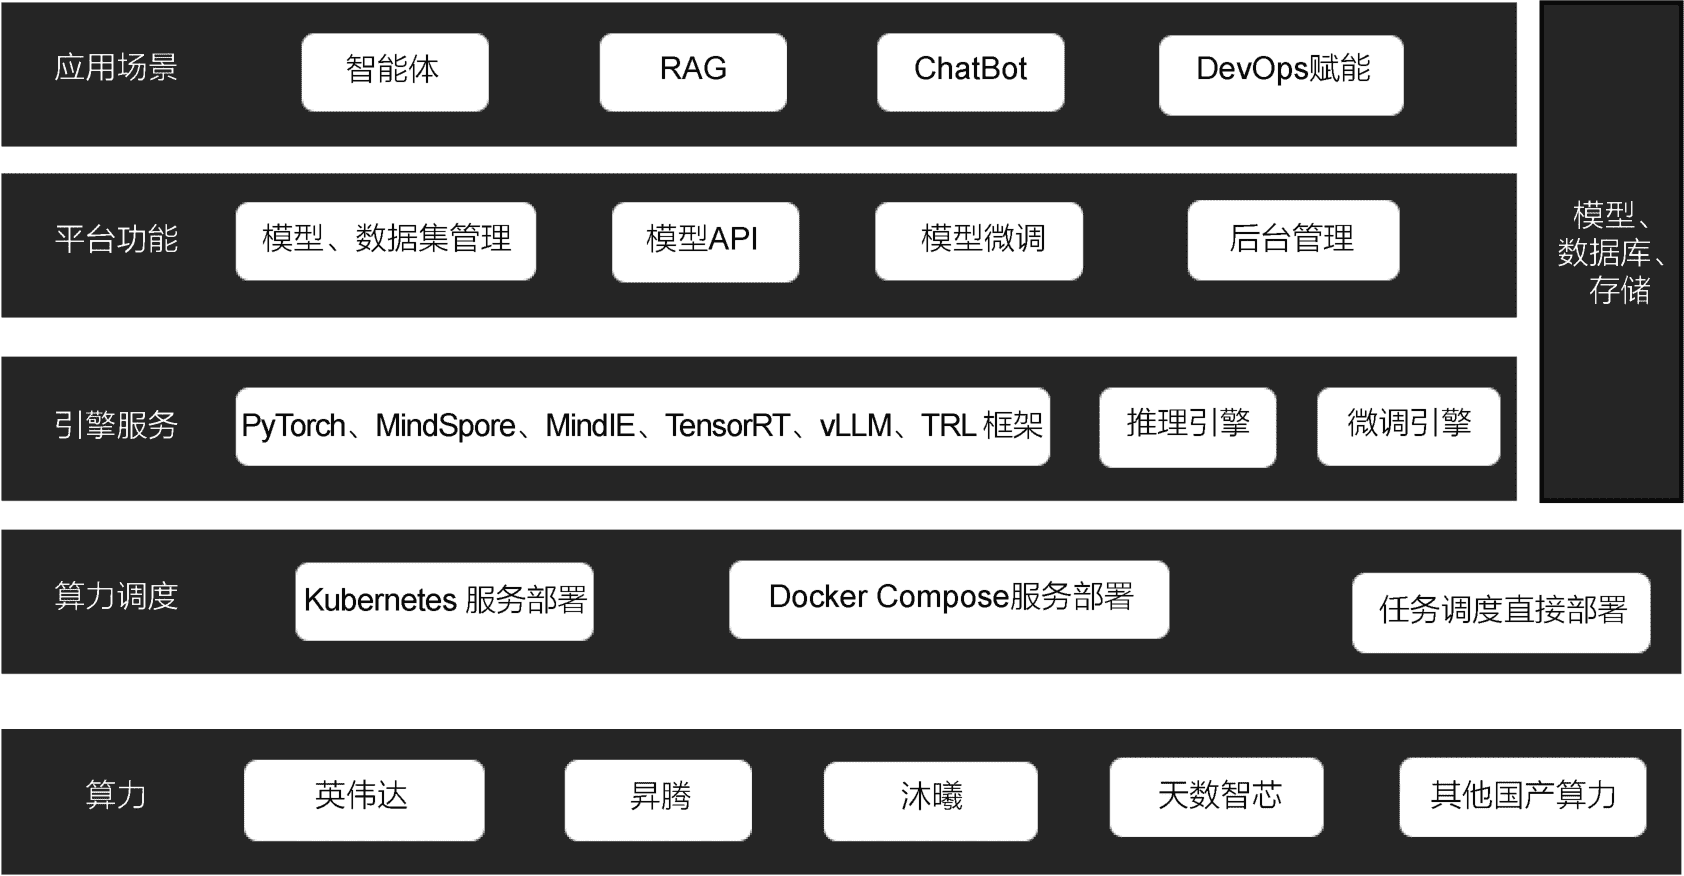 应用场景
智能体
RAG
ChatBot
DevOps赋能
平台功能
模型、数据集管理
模型API
模型微调
后台管理
模型、
数据库、
存储
引擎服务
PyTorch、MindSpore、MindIE、TensorRT、vLLM、TRL 框架
推理引擎
微调引擎
算力调度
Kubernetes 服务部署
Docker Compose服务部署
任务调度直接部署
算力
英伟达
昇腾
沐曦
天数智芯
其他国产算力